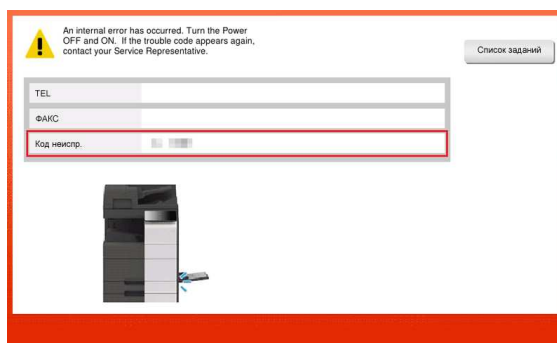 An internal error has occurred. Turn the Power
OFF and ON. If the trouble code appears again,
contact your Service Representative.
Список заданий
TEL
ФАКС
Код неиспр.